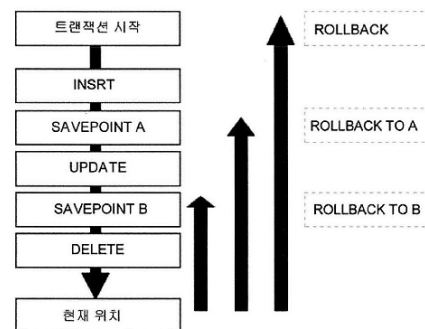 트랜잭션 시작
ROLLBACK
INSRT
SAVEPOINT A
ROLLBACK TO A
UPDATE
SAVEPOINT B
ROLLBACK TO B
DELETE
현재 위치